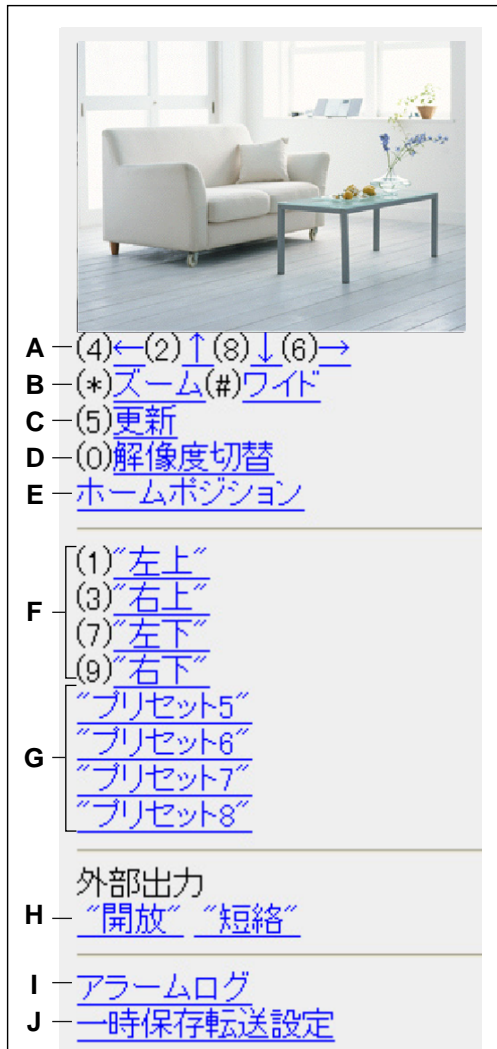 A (4)←(2)↑(8)↓(6)→
B (*)ズーム(#)ワイド
C (5)更新
D (0)解像度切替
E ホームポジション
(1)"左上"
F (3)"右上"
(7)"左下"
(9)"右下"
"プリセット5"
"プリセット6"
G "プリセット7"
"プリセット8"
外部出力
H "開放" "短絡"
I アラームログ
J 一時保存転送設定